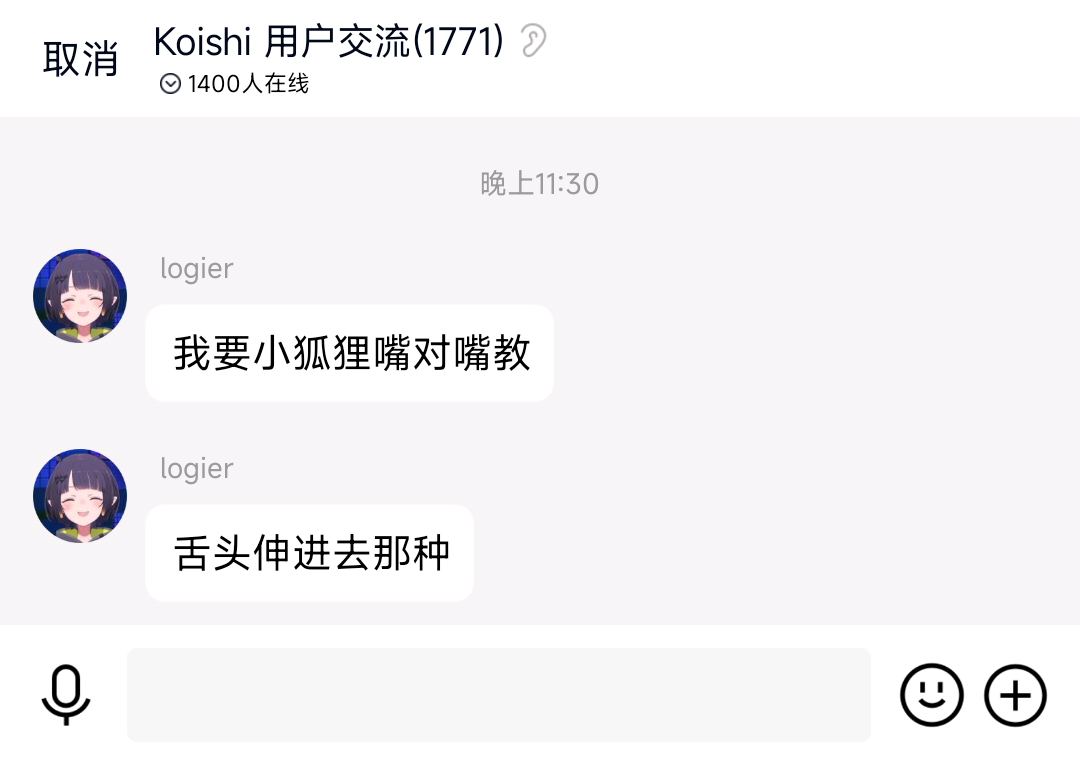 取消
Koishi 用户交流(1771)
1400人在线
晚上11:30
logier
我要小狐狸嘴对嘴教
logier
舌头伸进去那种